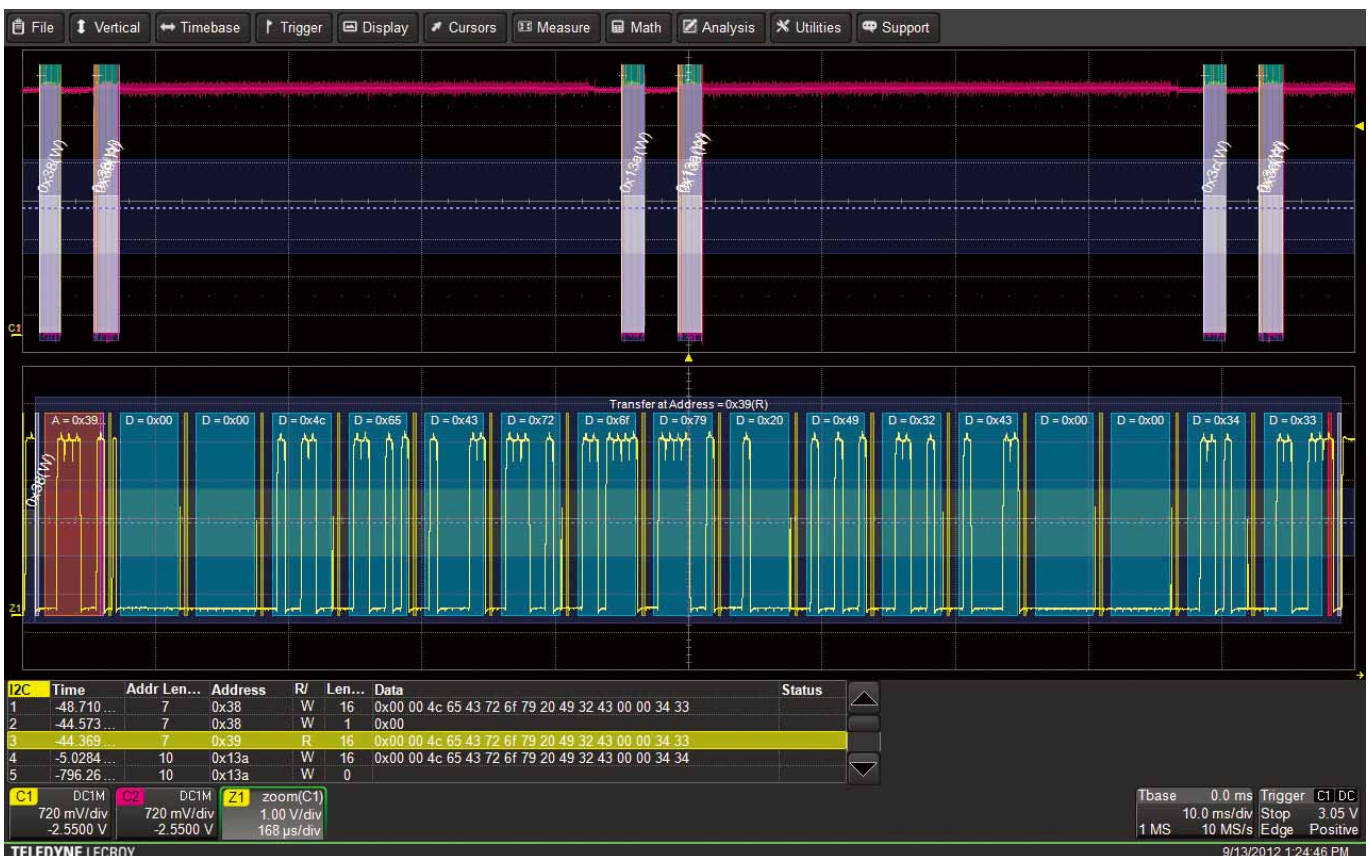 File Vertical Timebase Trigger Display Cursors Measure Math Analysis Utilities Support
0x38(W) 0x13a(W) 0x3c(W)
C1
Transfer at Address = 0x39(R)
A = 0x39... D = 0x00 D = 0x00 D = 0x4c D = 0x65 D = 0x43 D = 0x72 D = 0x6f D = 0x79 D = 0x20 D = 0x49 D = 0x32 D = 0x43 D = 0x00 D = 0x00 D = 0x34 D = 0x33
0x38(W)
Z1
I2C Time Addr Len... Address R/ Len... Data Status
1 -48.710 ... 7 0x38 W 16 0x00 00 4c 65 43 72 6f 79 20 49 32 43 00 00 34 33
2 -44.573 ... 7 0x38 W 1 0x00
3 -44.369 ... 7 0x39 R 16 0x00 00 4c 65 43 72 6f 79 20 49 32 43 00 00 34 33
4 -5.0284 ... 10 0x13a W 16 0x00 00 4c 65 43 72 6f 79 20 49 32 43 00 00 34 34
5 -796.26 ... 10 0x13a W 0
C1 DC1M C2 DC1M Z1 zoom(C1) Tbase 0.0 ms Trigger C1 DC
720 mV/div 720 mV/div 1.00 V/div 10.0 ms/div Stop 3.05 V
-2.5500 V -2.5500 V 168 µs/div 1 MS 10 MS/s Edge Positive
TELEDYNE LECROY 9/13/2012 1:24:46 PM